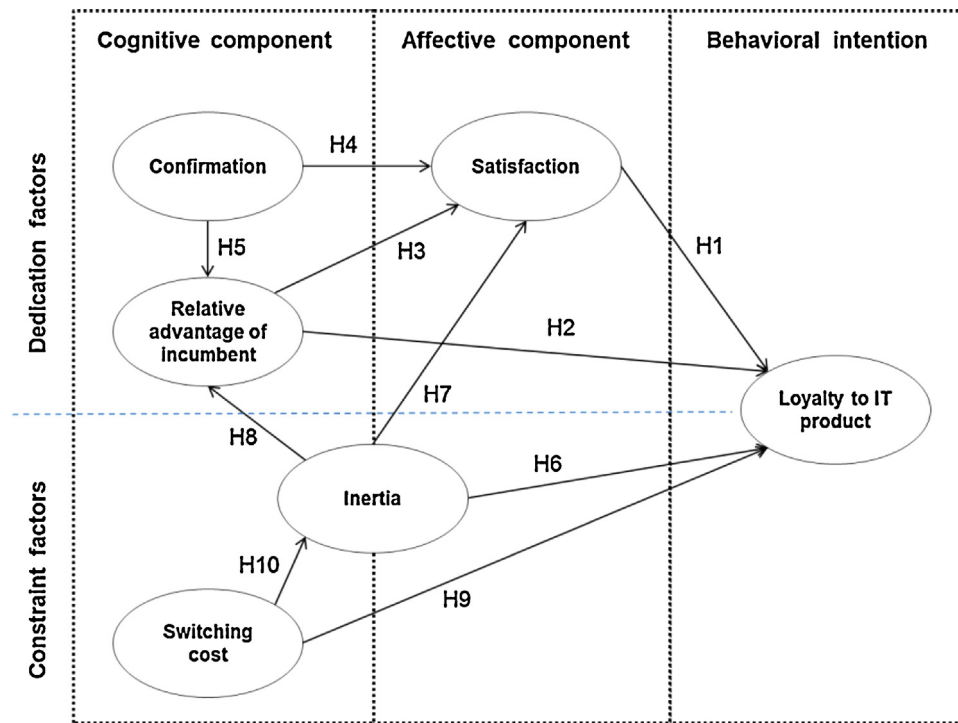 Cognitive component
Affective component
Behavioral intention
Dedication factors
Constraint factors
Confirmation
H4
Satisfaction
H5
H3
H1
Relative
advantage of
incumbent
H2
H7
Loyalty to IT
product
H8
Inertia
H6
H10
H9
Switching
cost